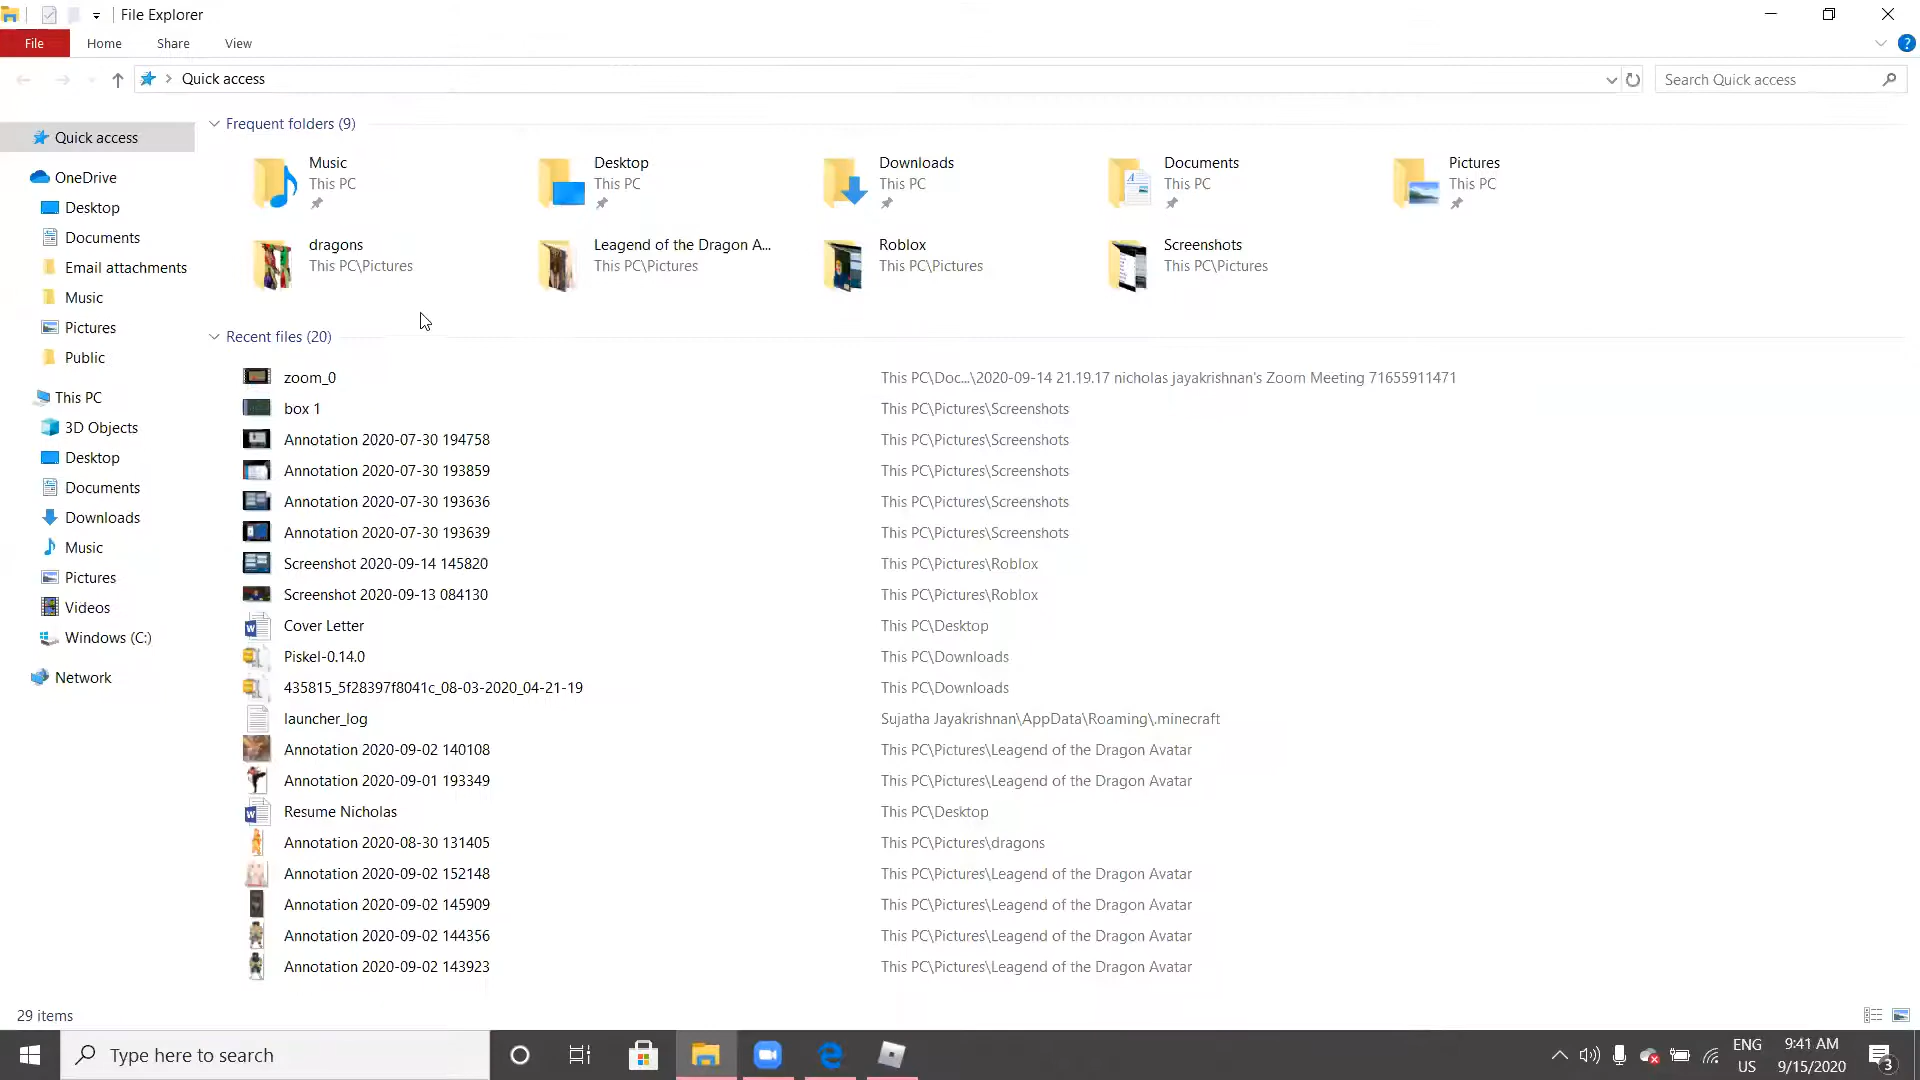 File Explorer
File Home Share View
Quick access
Search Quick access
Quick access
OneDrive
Desktop
Documents
Email attachments
Music
Pictures
Public
This PC
3D Objects
Desktop
Documents
Downloads
Music
Pictures
Videos
Windows (C:)
Network
Frequent folders (9)
Music
This PC
Desktop
This PC
Downloads
This PC
Documents
This PC
Pictures
This PC
dragons
This PC\Pictures
Leagend of the Dragon A...
This PC\Pictures
Roblox
This PC\Pictures
Screenshots
This PC\Pictures
Recent files (20)
zoom_0 This PC\Doc...\2020-09-14 21.19.17 nicholas jayakrishnan's Zoom Meeting 71655911471
box 1 This PC\Pictures\Screenshots
Annotation 2020-07-30 194758 This PC\Pictures\Screenshots
Annotation 2020-07-30 193859 This PC\Pictures\Screenshots
Annotation 2020-07-30 193636 This PC\Pictures\Screenshots
Annotation 2020-07-30 193639 This PC\Pictures\Screenshots
Screenshot 2020-09-14 145820 This PC\Pictures\Roblox
Screenshot 2020-09-13 084130 This PC\Pictures\Roblox
Cover Letter This PC\Desktop
Piskel-0.14.0 This PC\Downloads
435815_5f28397f8041c_08-03-2020_04-21-19 This PC\Downloads
launcher_log Sujatha Jayakrishnan\AppData\Roaming\.minecraft
Annotation 2020-09-02 140108 This PC\Pictures\Leagend of the Dragon Avatar
Annotation 2020-09-01 193349 This PC\Pictures\Leagend of the Dragon Avatar
Resume Nicholas This PC\Desktop
Annotation 2020-08-30 131405 This PC\Pictures\dragons
Annotation 2020-09-02 152148 This PC\Pictures\Leagend of the Dragon Avatar
Annotation 2020-09-02 145909 This PC\Pictures\Leagend of the Dragon Avatar
Annotation 2020-09-02 144356 This PC\Pictures\Leagend of the Dragon Avatar
Annotation 2020-09-02 143923 This PC\Pictures\Leagend of the Dragon Avatar
29 items
Type here to search
ENG
US
9:41 AM
9/15/2020
3